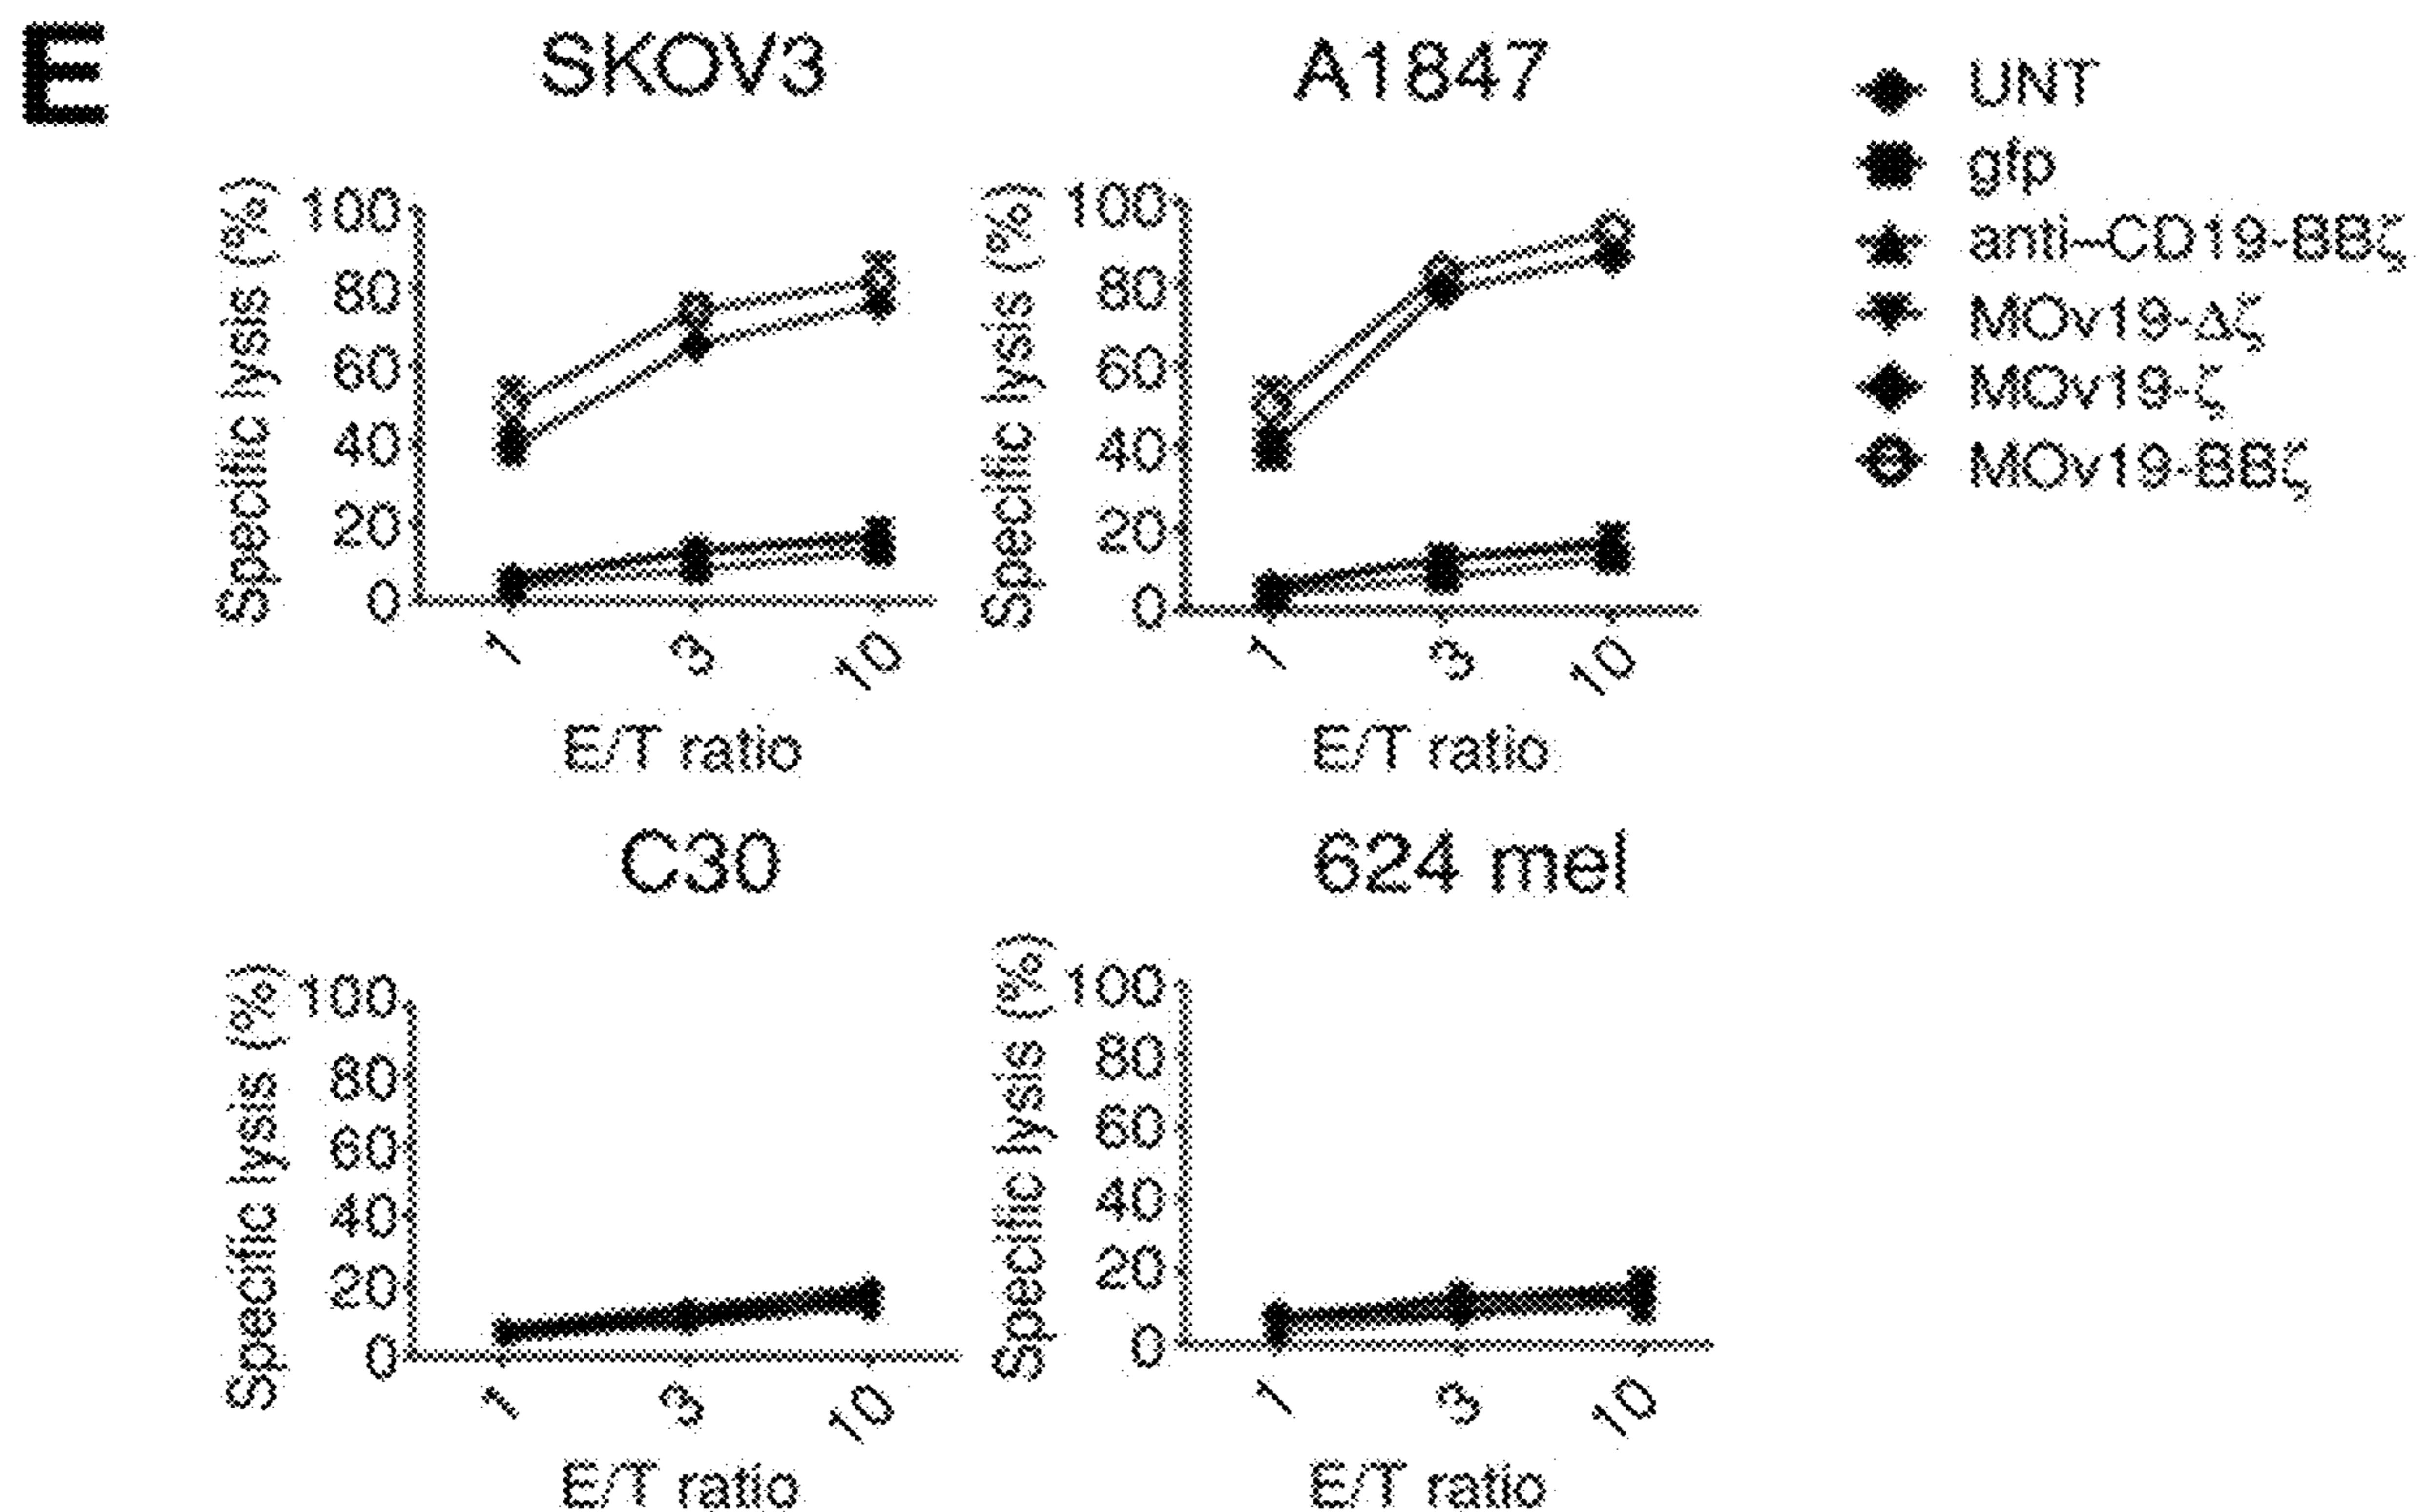 E
SKOV3
Specific lysis (%)
100
80
60
40
20
0
1
3
10
E/T ratio
A1847
Specific lysis (%)
100
80
60
40
20
0
1
3
10
E/T ratio
UNT
gfp
anti–CD19-BBζ
MOv19-Δζ
MOv19-ζ
MOv19-BBζ
C30
Specific lysis (%)
100
80
60
40
20
0
1
3
10
E/T ratio
624 mel
Specific lysis (%)
100
80
60
40
20
0
1
3
10
E/T ratio